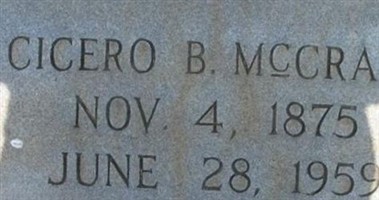 CICERO B. McCRA
NOV. 4, 1875
JUNE 28, 1959